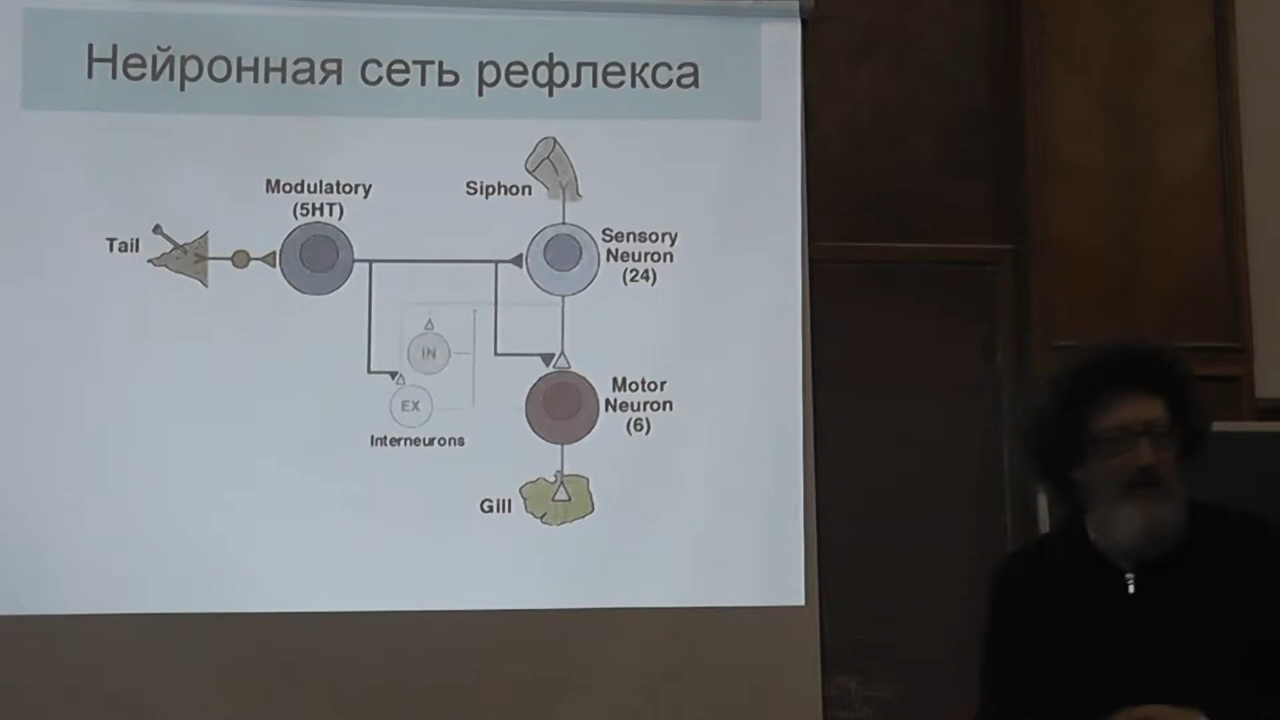 Нейронная сеть рефлекса
Modulatory
(5HT)
Siphon
Tail
Sensory
Neuron
(24)
IN
EX
Interneurons
Motor
Neuron
(6)
Gill